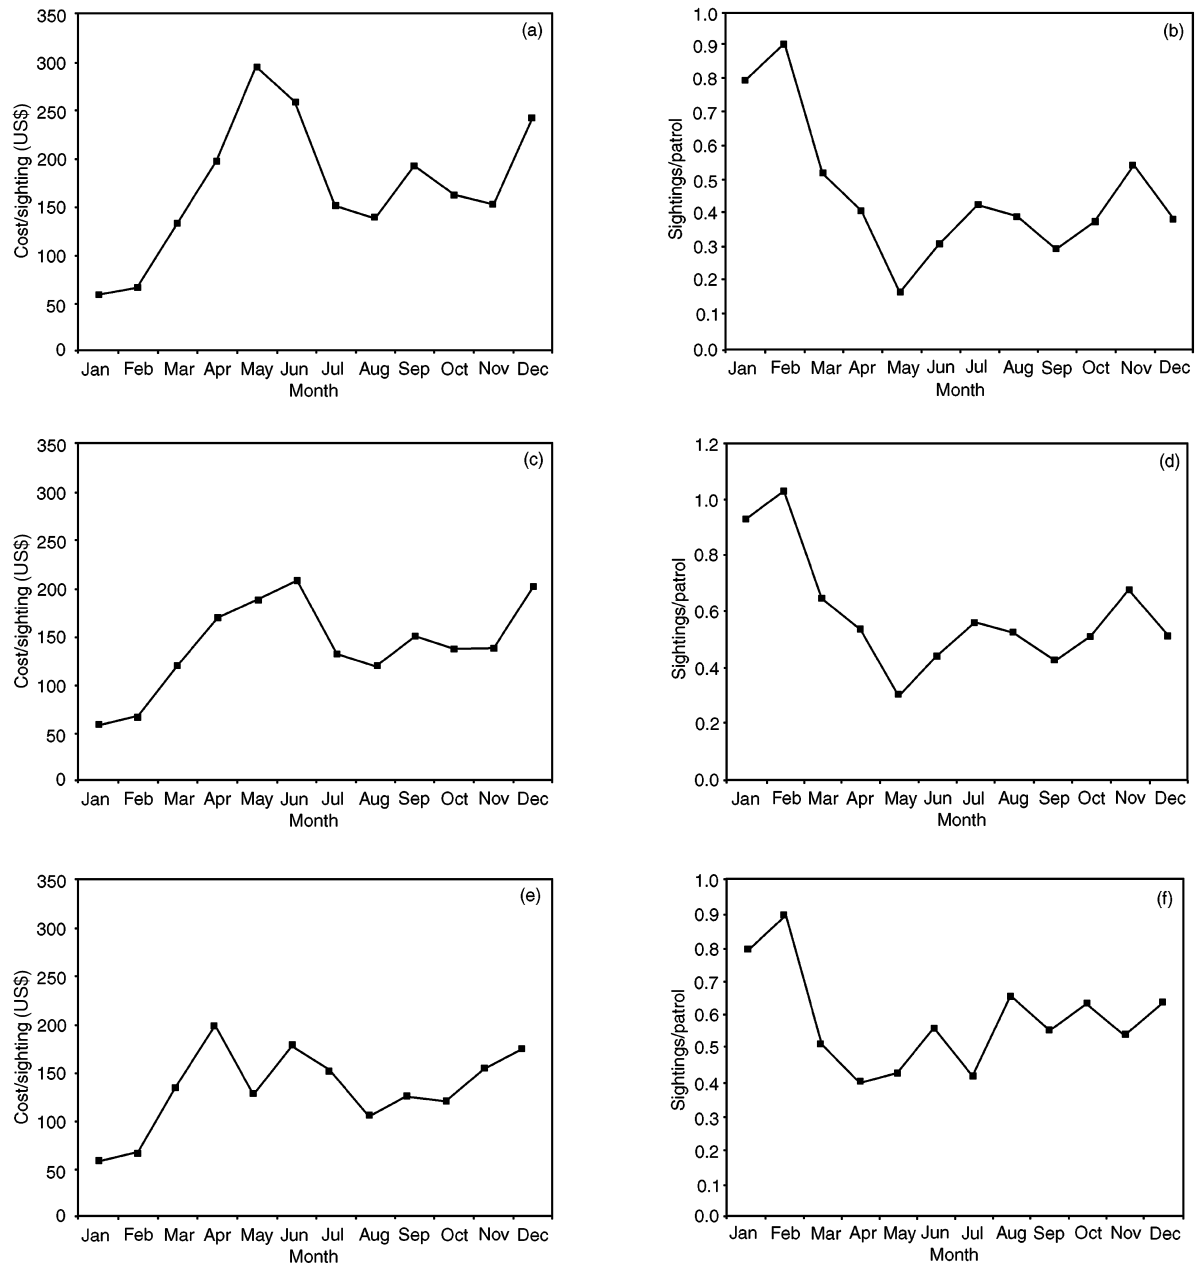 (a)
350
300
250
200
150
100
50
0
Cost/sighting (US$)
Jan Feb Mar Apr May Jun Jul Aug Sep Oct Nov Dec
Month
(b)
1.0
0.9
0.8
0.7
0.6
0.5
0.4
0.3
0.2
0.1
0.0
Sightings/patrol
Jan Feb Mar Apr May Jun Jul Aug Sep Oct Nov Dec
Month
(c)
350
300
250
200
150
100
50
0
Cost/sighting (US$)
Jan Feb Mar Apr May Jun Jul Aug Sep Oct Nov Dec
Month
(d)
1.2
1.0
0.8
0.6
0.4
0.2
0.0
Sightings/patrol
Jan Feb Mar Apr May Jun Jul Aug Sep Oct Nov Dec
Month
(e)
350
300
250
200
150
100
50
0
Cost/sighting (US$)
Jan Feb Mar Apr May Jun Jul Aug Sep Oct Nov Dec
Month
(f)
1.0
0.9
0.8
0.7
0.6
0.5
0.4
0.3
0.2
0.1
0.0
Sightings/patrol
Jan Feb Mar Apr May Jun Jul Aug Sep Oct Nov Dec
Month